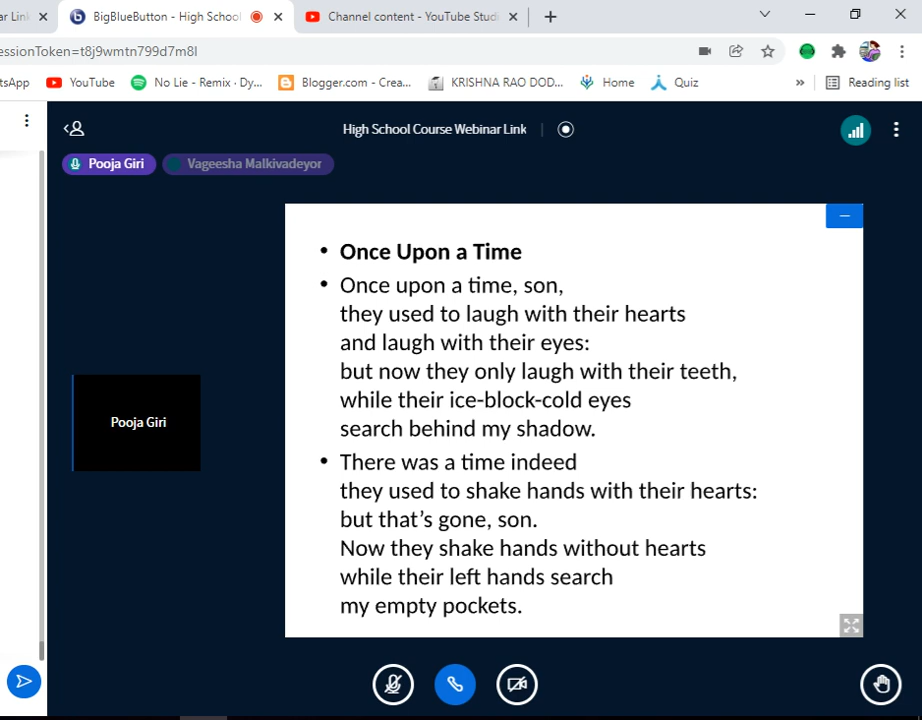 ar Lin
BigBlueButton - High School
Channel content - YouTube Studi
essionToken=t8j9wmtn799d7m8l
tsApp
YouTube
No Lie - Remix · Dy...
Blogger.com - Crea...
KRISHNA RAO DOD...
Home
Quiz
»
Reading list
High School Course Webinar Link
Pooja Giri
Vageesha Malkivadeyor
Pooja Giri
• Once Upon a Time
• Once upon a time, son,
they used to laugh with their hearts
and laugh with their eyes:
but now they only laugh with their teeth,
while their ice-block-cold eyes
search behind my shadow.
• There was a time indeed
they used to shake hands with their hearts:
but that’s gone, son.
Now they shake hands without hearts
while their left hands search
my empty pockets.